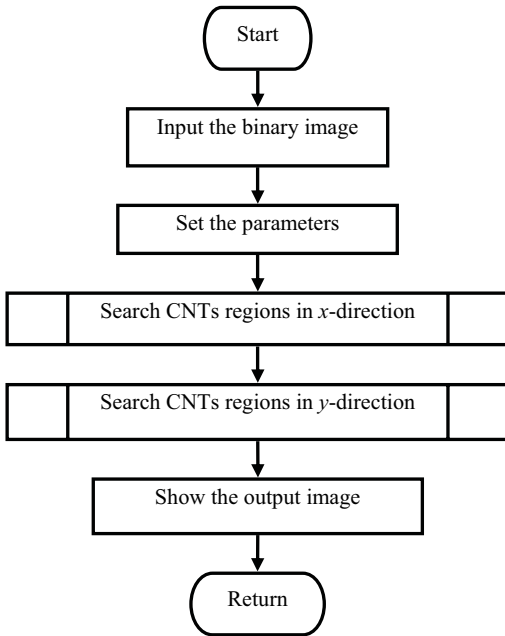 Start
Input the binary image
Set the parameters
Search CNTs regions in x-direction
Search CNTs regions in y-direction
Show the output image
Return